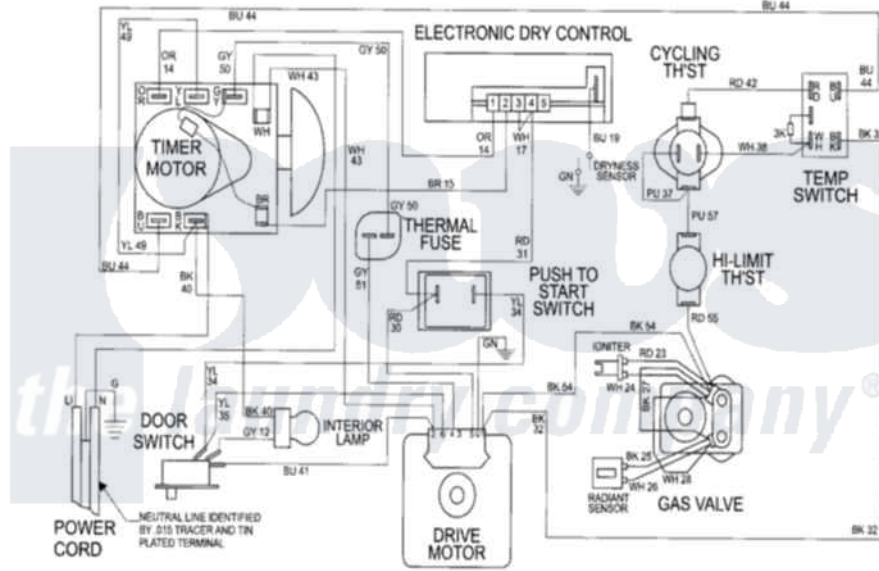 BU 44
BU 44
ELECTRONIC DRY CONTROL
YL
49
OR
14
GY
50
GY 50
CYCLING
TH'ST
RD 42
BU
44
WH 43
O
R
Y
L
G
Y
1 2 3 4 5
B
U
3K
W
H
BK 3
WH
TIMER
MOTOR
WH
43
OR
14
WH
17
BU 19
GN
DRYNESS
SENSOR
WH 38
TEMP
SWITCH
BR
BR 15
PU 37
GY 50
PU 57
B
U
B
K
THERMAL
FUSE
YL 49
BU 44
BK
40
GY
51
RD
31
PUSH TO
START
SWITCH
HI-LIMIT
TH'ST
RD
30
YL
34
RD 55
GN
BK 54
IGNITER
RD 23
WH 24
BK 27
YL
34
YL
35
G
N
the laundry company®
DOOR
SWITCH
BK 40
GY 12
INTERIOR
LAMP
BK 54
BK
32
BU 41
BK 25
WH 26
WH 28
RADIANT
SENSOR
GAS VALVE
POWER
CORD
NEUTRAL LINE IDENTIFIED
BY .015 TRACER AND TIN
PLATED TERMINAL
DRIVE
MOTOR
BK 32